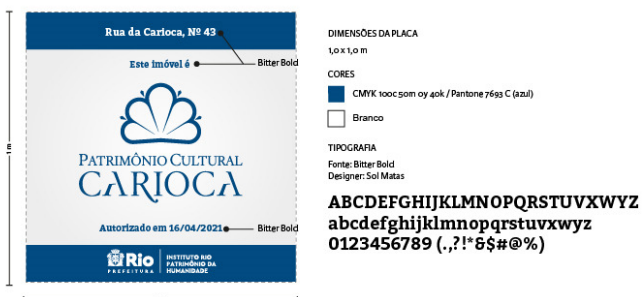 Rua da Carioca, Nº 43
Este imóvel é
Bitter Bold
PATRIMÔNIO CULTURAL
CARIOCA
Autorizado em 16/04/2021
Bitter Bold
Rio
PREFEITURA
INSTITUTO RIO
PATRIMÔNIO DA
HUMANIDADE
1 m
DIMENSÕES DA PLACA
1,0 x 1,0 m
CORES
CMYK 100c 50m 0y 40k / Pantone 7693 C (azul)
Branco
TIPOGRAFIA
Fonte: Bitter Bold
Designer: Sol Matas
ABCDEFGHIJKLMNOPQRSTUVXWYZ
abcdefghijklmnopqrstuvxwyz
0123456789 (.,?!*&$#@%)